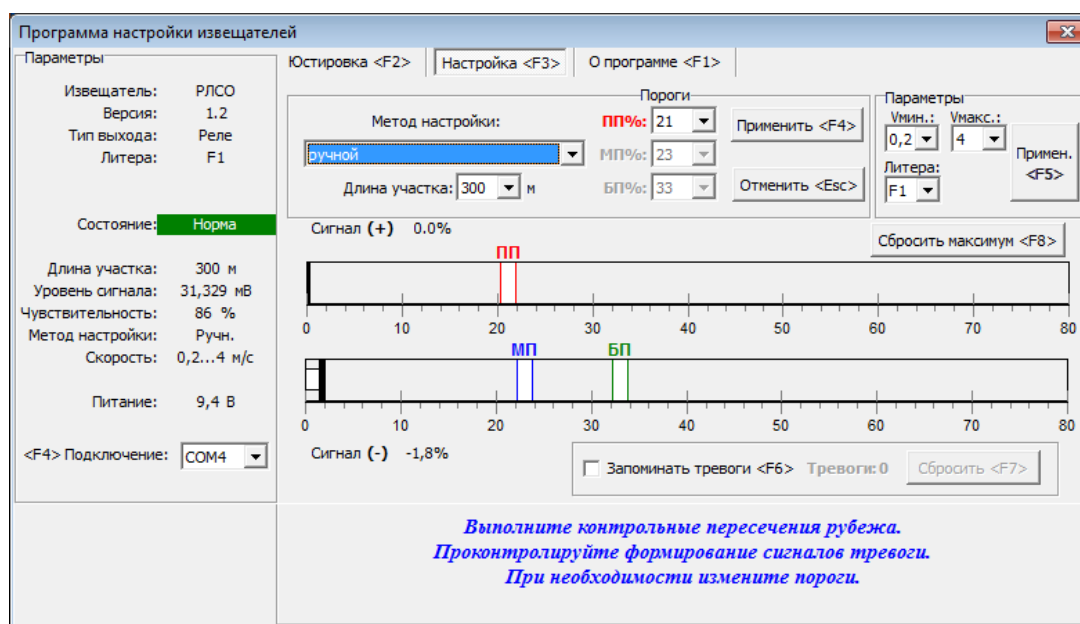 Программа настройки извещателей
Параметры
Извещатель: РЛСО
Версия: 1.2
Тип выхода: Реле
Литера: F1
Состояние: Норма
Длина участка: 300 м
Уровень сигнала: 31,329 мВ
Чувствительность: 86 %
Метод настройки: Ручн.
Скорость: 0,2...4 м/с
Питание: 9,4 В
<F4> Подключение: COM4
Юстировка <F2> Настройка <F3> О программе <F1>
Пороги
Метод настройки:
ручной
Длина участка: 300 м
ПП%: 21
МП%: 23
БП%: 33
Применить <F4>
Отменить <Esc>
Параметры
Vмин.: Vмакс.:
0,2 4
Литера:
F1
Примен.
<F5>
Сигнал (+) 0.0%
Сбросить максимум <F8>
ПП
0 10 20 30 40 50 60 70 80
МП БП
0 10 20 30 40 50 60 70 80
Сигнал (-) -1,8%
Запоминать тревоги <F6> Тревоги: 0 Сбросить <F7>
Выполните контрольные пересечения рубежа.
Проконтролируйте формирование сигналов тревоги.
При необходимости измените пороги.